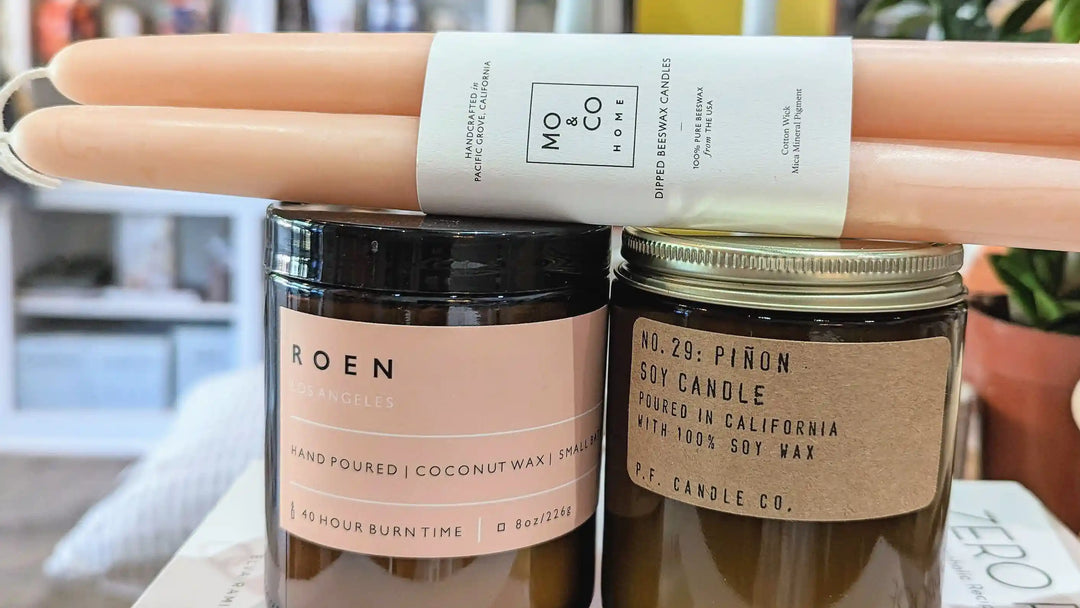 HANDCRAFTED in
PACIFIC GROVE, CALIFORNIA
MO
&
CO
HOME
DIPPED BEESWAX CANDLES
100% PURE BEESWAX
from THE USA
Cotton Wick
Mica Mineral Pigment
ROEN
LOS ANGELES
HAND POURED | COCONUT WAX | SMALL
40 HOUR BURN TIME | 8oz/226g
NO. 29: PIÑON
SOY CANDLE
POURED IN CALIFORNIA
WITH 100% SOY WAX
P.F. CANDLE CO.
ZERO